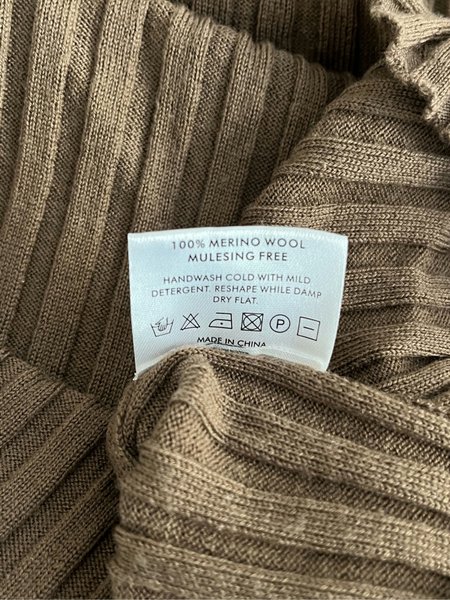 100% MERINO WOOL
MULESING FREE
HANDWASH COLD WITH MILD
DETERGENT. RESHAPE WHILE DAMP
DRY FLAT.
P
MADE IN CHINA